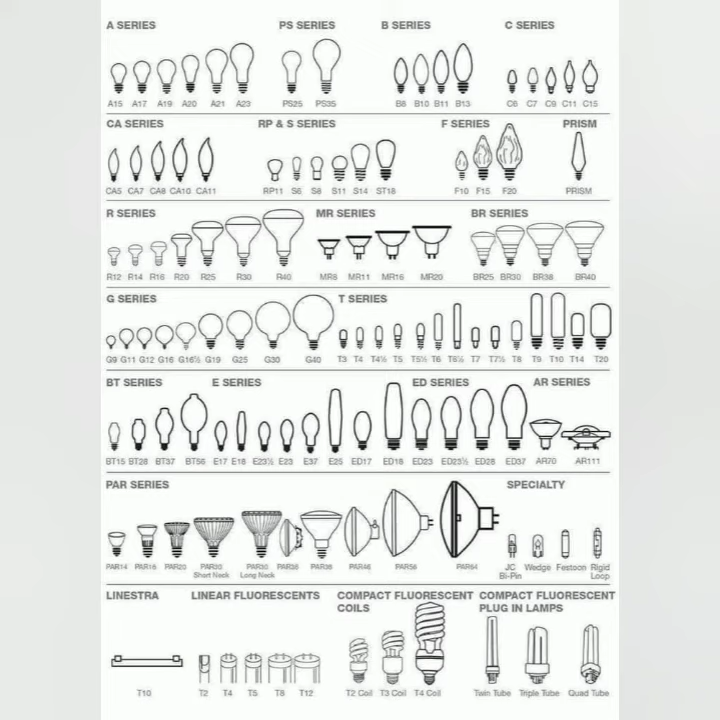 A SERIES PS SERIES B SERIES C SERIES
A15 A17 A19 A20 A21 A23 PS25 PS35 B8 B10 B11 B13 C6 C7 C9 C11 C15
CA SERIES RP & S SERIES F SERIES PRISM
CA5 CA7 CA8 CA10 CA11 RP11 S6 S8 S11 S14 ST18 F10 F15 F20 PRISM
R SERIES MR SERIES BR SERIES
R12 R14 R16 R20 R25 R30 R40 MR8 MR11 MR16 MR20 BR25 BR30 BR38 BR40
G SERIES T SERIES
G9 G11 G12 G16 G16½ G19 G25 G30 G40 T3 T4 T4½ T5 T5½ T6 T6½ T7 T7½ T8 T9 T10 T14 T20
BT SERIES E SERIES ED SERIES AR SERIES
BT15 BT28 BT37 BT56 E17 E18 E23½ E23 E37 E25 ED17 ED18 ED23 ED23½ ED28 ED37 AR70 AR111
PAR SERIES SPECIALTY
PAR14 PAR16 PAR20 PAR30 PAR30 PAR36 PAR38 PAR46 PAR56 PAR64 JC Wedge Festoon Rigid
Short Neck Long Neck Bi-Pin Loop
LINESTRA LINEAR FLUORESCENTS COMPACT FLUORESCENT COMPACT FLUORESCENT
COILS PLUG IN LAMPS
T10 T2 T4 T5 T8 T12 T2 Coil T3 Coil T4 Coil Twin Tube Triple Tube Quad Tube